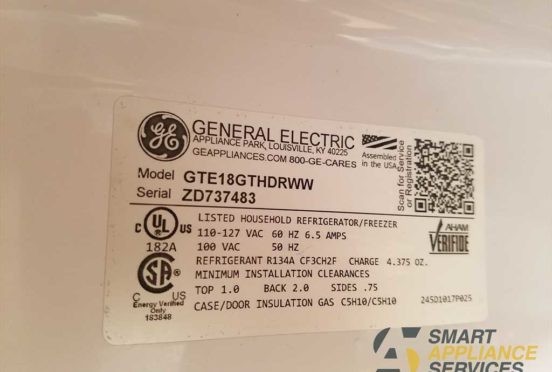 GE
GENERAL ELECTRIC
APPLIANCE PARK, LOUISVILLE, KY 40225
GEAPPLIANCES.COM 800-GE-CARES
Assembled
in the USA
Scan for Service
or Registration
Model GTE18GTHDRWW
Serial ZD737483
C UL US
182A
LISTED HOUSEHOLD REFRIGERATOR/FREEZER
110-127 VAC 60 HZ 6.5 AMPS
100 VAC 50 HZ
REFRIGERANT R134A CF3CH2F CHARGE 4.375 OZ.
MINIMUM INSTALLATION CLEARANCES
TOP 1.0 BACK 2.0 SIDES .75
CASE/DOOR INSULATION GAS C5H10/C5H10
AHAM
VERIFIDE
SA
C US
Energy Verified
Only
183848
245D1017P025
SMART
APPLIANCE
SERVICES